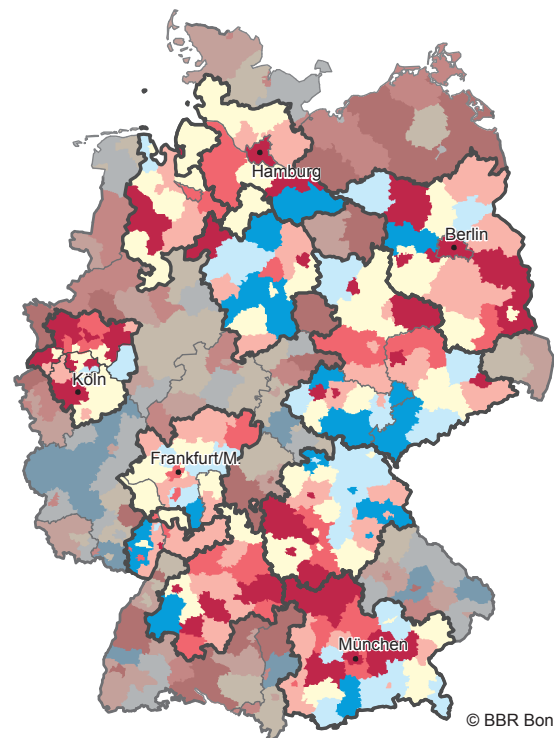 Hamburg
Berlin
Köln
Frankfurt/M.
München
© BBR Bon